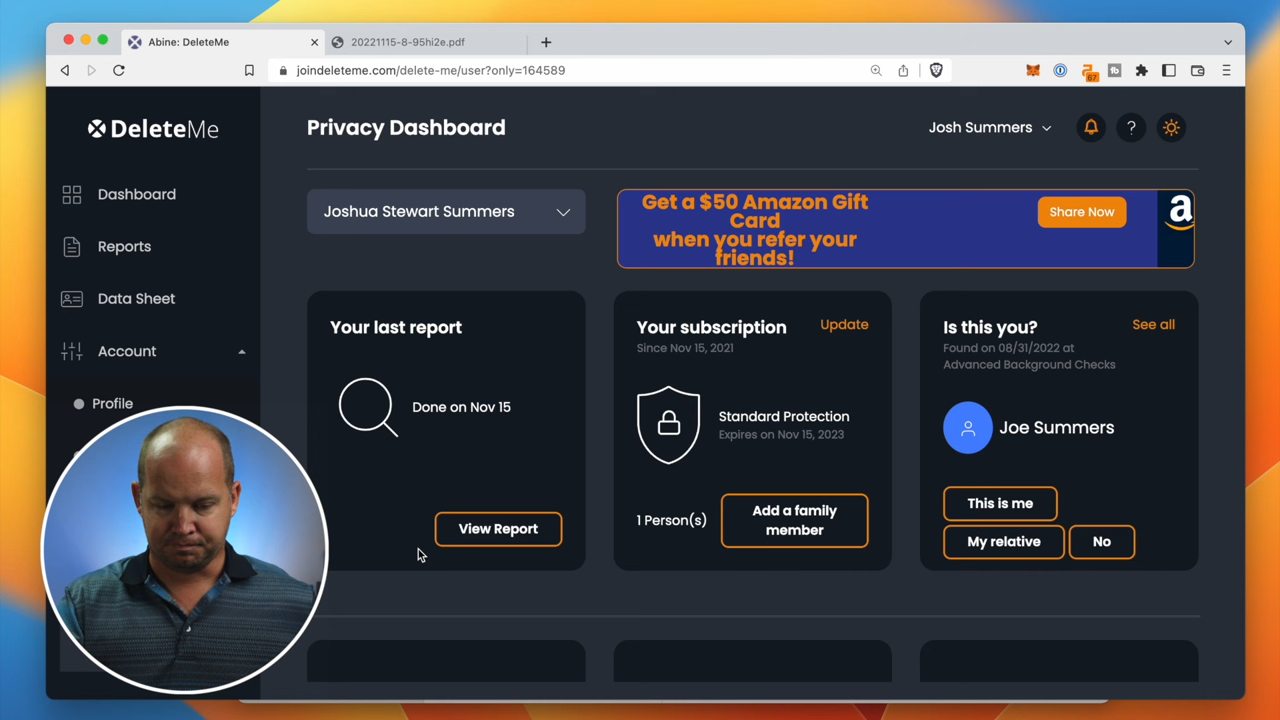 Abine: DeleteMe
20221115-8-95hi2e.pdf
joindeleteme.com/delete-me/user?only=164589
67
DeleteMe
Privacy Dashboard
Josh Summers
?
Dashboard
Reports
Data Sheet
Account
Profile
Joshua Stewart Summers
Get a $50 Amazon Gift
Card
when you refer your
friends!
Share Now
a
Your last report
Done on Nov 15
View Report
Your subscription
Update
Since Nov 15, 2021
Standard Protection
Expires on Nov 15, 2023
1 Person(s)
Add a family
member
Is this you?
See all
Found on 08/31/2022 at
Advanced Background Checks
Joe Summers
This is me
My relative
No